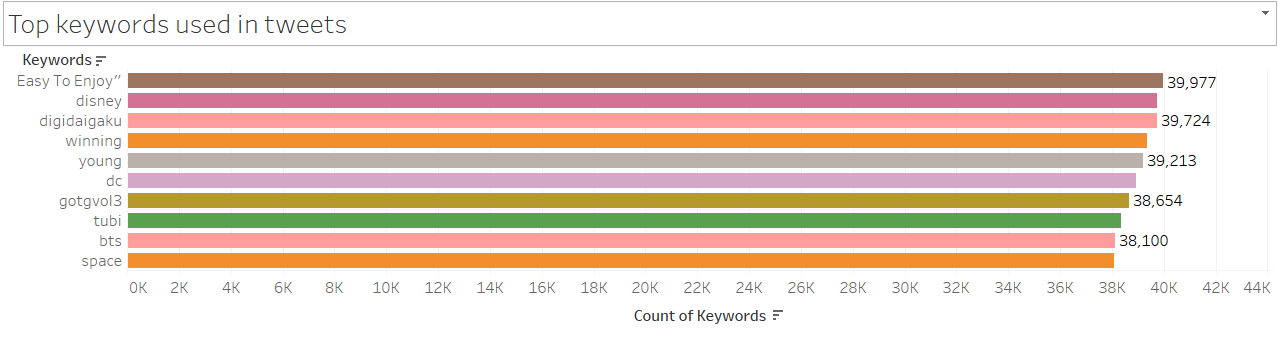 Top keywords used in tweets
Keywords
Easy To Enjoy” 39,977
disney
digidaigaku 39,724
winning
young 39,213
dc
gotgvol3 38,654
tubi
bts 38,100
space
0K 2K 4K 6K 8K 10K 12K 14K 16K 18K 20K 22K 24K 26K 28K 30K 32K 34K 36K 38K 40K 42K 44K
Count of Keywords